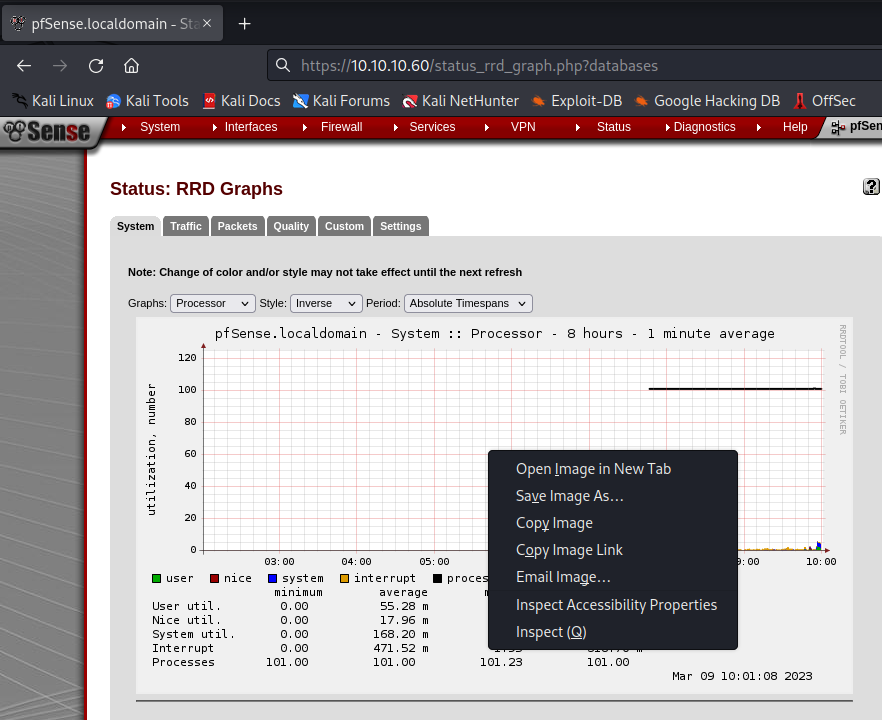 pfSense.localdomain - Sta
https://10.10.10.60/status_rrd_graph.php?databases
Kali Linux Kali Tools Kali Docs Kali Forums Kali NetHunter Exploit-DB Google Hacking DB OffSec
Sense System Interfaces Firewall Services VPN Status Diagnostics Help pfSen
Status: RRD Graphs
System Traffic Packets Quality Custom Settings
Note: Change of color and/or style may not take effect until the next refresh
Graphs: Processor Style: Inverse Period: Absolute Timespans
pfSense.localdomain - System :: Processor - 8 hours - 1 minute average
RRDTOOL / TOBI OETIKER
utilization, number
120
100
80
60
40
20
0
03:00 04:00 05:00 9:00 10:00
user nice system interrupt proces
minimum average m
User util. 0.00 55.28 m
Nice util. 0.00 17.96 m
System util. 0.00 168.20 m
Interrupt 0.00 471.52 m
Processes 101.00 101.00 101.23 101.00
Mar 09 10:01:08 2023
Open Image in New Tab
Save Image As...
Copy Image
Copy Image Link
Email Image...
Inspect Accessibility Properties
Inspect (Q)